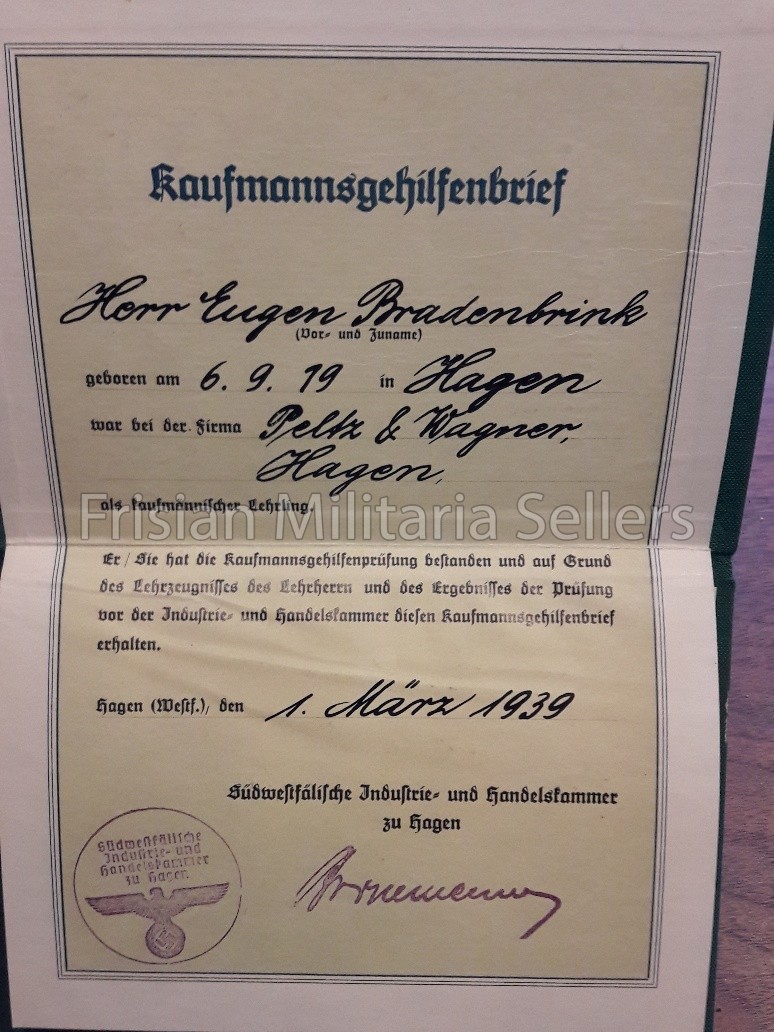 Kaufmannsgehilfenbrief
Herr Eugen Bradenbrink
(Vor- und Zuname)
geboren am 6. 9. 19 in Hagen
war bei der Firma Peltz & Wagner,
Hagen,
als kaufmännischer Lehrling.
Frisian Militaria Sellers
Er / Sie hat die Kaufmannsgehilfenprüfung bestanden und auf Grund
des Lehrzeugnisses des Lehrherrn und des Ergebnisses der Prüfung
vor der Industrie- und Handelskammer diesen Kaufmannsgehilfenbrief
erhalten.
Hagen (Westf.), den 1. März 1939
Südwestfälische Industrie- und Handelskammer
zu Hagen
Südwestfälische
Industrie- und
Handelskammer
zu Hagen